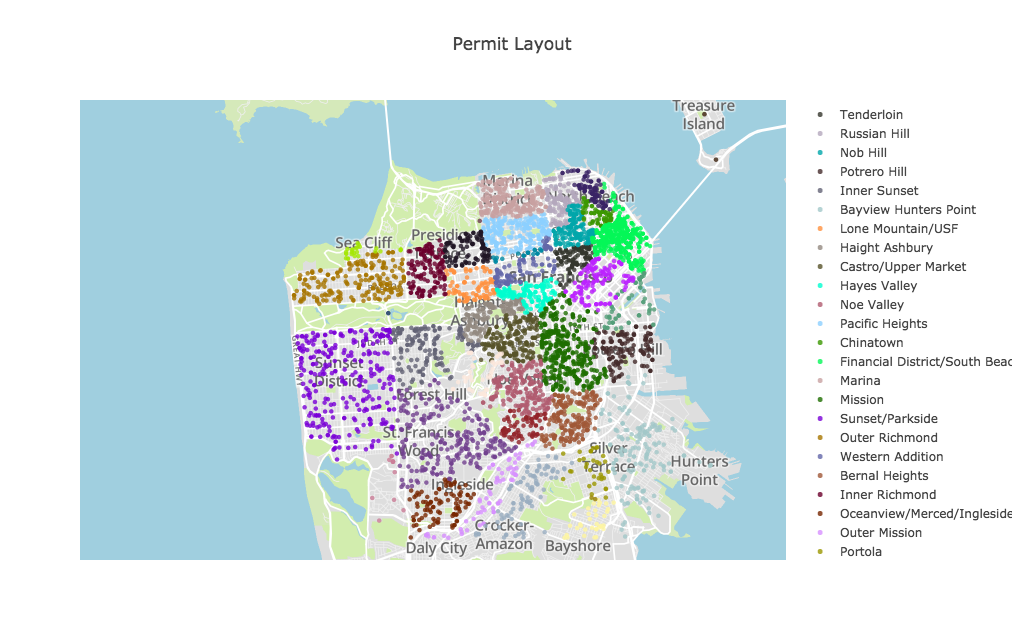 Permit Layout
Treasure
Island
Marina
Sea Cliff
Haight
Ashbury
Sunset
District
Forest Hill
St. Francis
Wood
Ingleside
Silver
Terrace
Hunters
Point
Crocker-
Amazon
Daly City
Bayshore
Tenderloin
Russian Hill
Nob Hill
Potrero Hill
Inner Sunset
Bayview Hunters Point
Lone Mountain/USF
Haight Ashbury
Castro/Upper Market
Hayes Valley
Noe Valley
Pacific Heights
Chinatown
Financial District/South Beac
Marina
Mission
Sunset/Parkside
Outer Richmond
Western Addition
Bernal Heights
Inner Richmond
Oceanview/Merced/Ingleside
Outer Mission
Portola